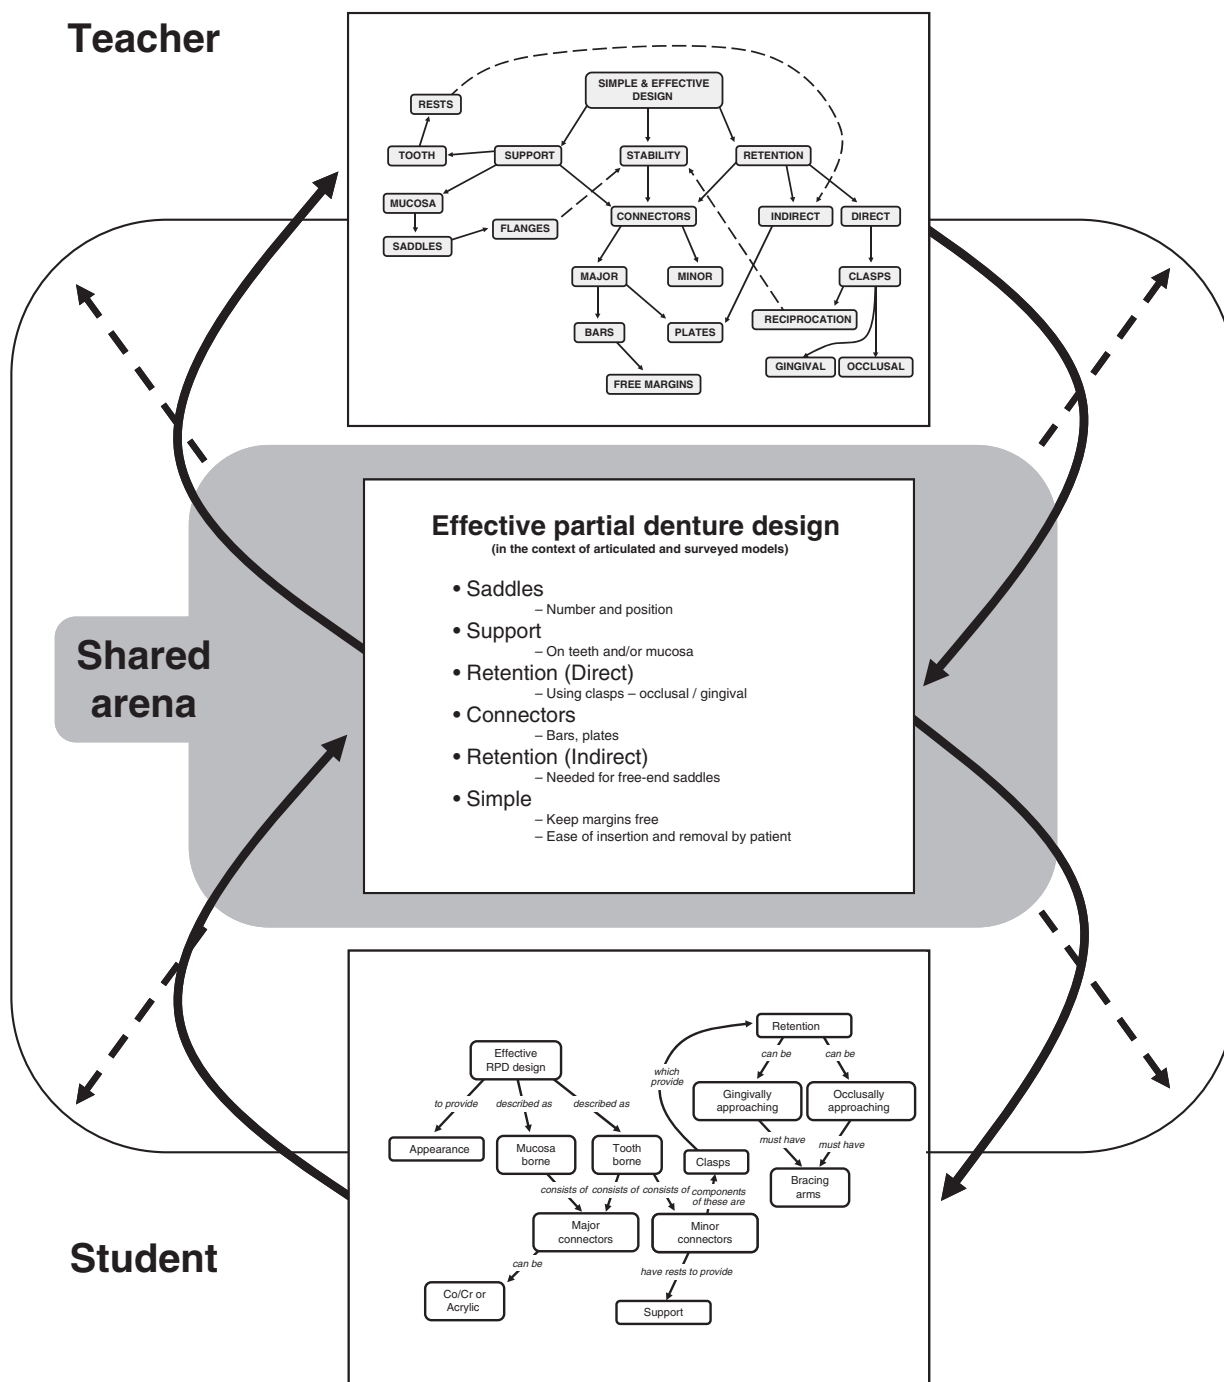 Teacher
SIMPLE & EFFECTIVE
DESIGN
RESTS
TOOTH
SUPPORT
STABILITY
RETENTION
MUCOSA
CONNECTORS
INDIRECT
DIRECT
FLANGES
SADDLES
MAJOR
MINOR
CLASPS
RECIPROCATION
BARS
PLATES
GINGIVAL
OCCLUSAL
FREE MARGINS
Shared
arena
Effective partial denture design
(in the context of articulated and surveyed models)
• Saddles
– Number and position
• Support
– On teeth and/or mucosa
• Retention (Direct)
– Using clasps – occlusal / gingival
• Connectors
– Bars, plates
• Retention (Indirect)
– Needed for free-end saddles
• Simple
– Keep margins free
– Ease of insertion and removal by patient
Student
Effective
RPD design
to provide
described as
described as
Appearance
Mucosa
borne
Tooth
borne
consists of
consists of
consists of
Major
connectors
Minor
connectors
can be
Co/Cr or
Acrylic
have rests to provide
Support
components
of these are
Clasps
which
provide
Retention
can be
can be
Gingivally
approaching
Occlusally
approaching
must have
must have
Bracing
arms